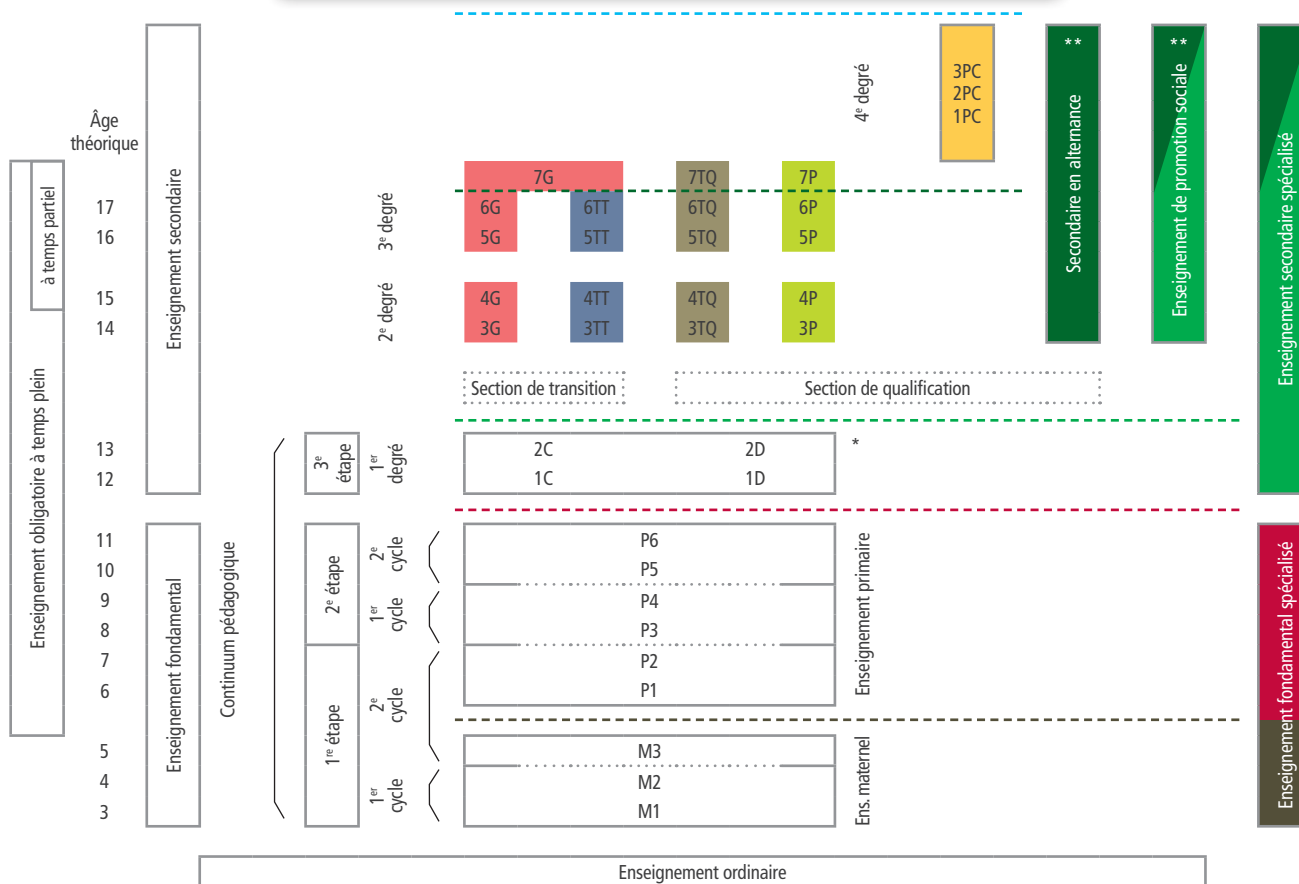 **
**
4e degré
3PC
2PC
1PC
Âge
théorique
7G
7TQ
7P
17
6G
6TT
6TQ
6P
16
5G
5TT
5TQ
5P
3e degré
15
4G
4TT
4TQ
4P
14
3G
3TT
3TQ
3P
2e degré
à temps partiel
Enseignement obligatoire à temps plein
Enseignement secondaire
Secondaire en alternance
Enseignement de promotion sociale
Enseignement secondaire spécialisé
Section de transition
Section de qualification
13
2C
2D
*
12
1C
1D
3e
étape
1er
degré
11
P6
10
P5
9
P4
8
P3
7
P2
6
P1
5
M3
4
M2
3
M1
Enseignement fondamental
Continuum pédagogique
2e étape
1re étape
2e
cycle
1er
cycle
2e
cycle
1er
cycle
Enseignement primaire
Ens. maternel
Enseignement fondamental spécialisé
Enseignement ordinaire